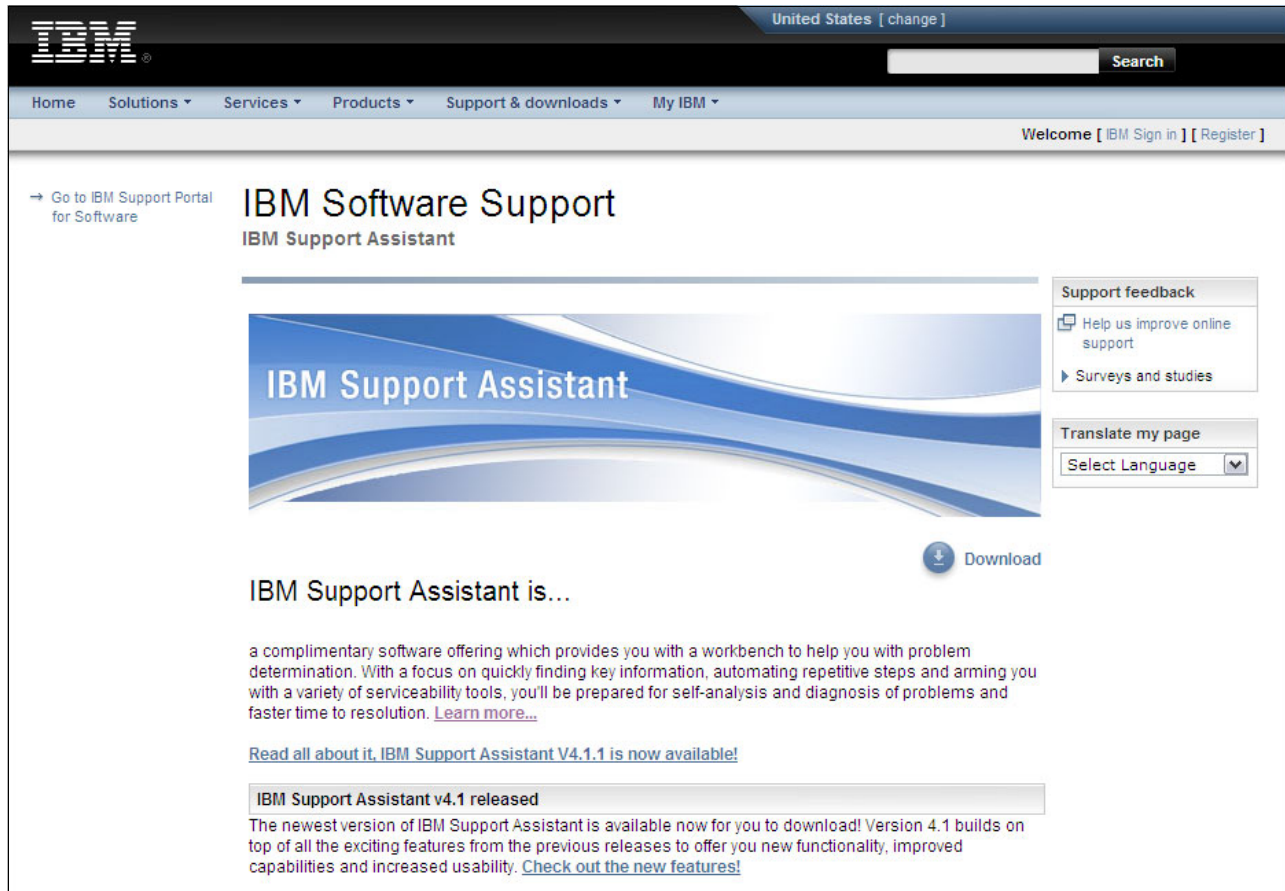 United States [ change ]
IBM®
Search
Home Solutions Services Products Support & downloads My IBM
Welcome [ IBM Sign in ] [ Register ]
→ Go to IBM Support Portal
for Software
IBM Software Support
IBM Support Assistant
IBM Support Assistant
Support feedback
Help us improve online
support
Surveys and studies
Translate my page
Select Language
Download
IBM Support Assistant is...
a complimentary software offering which provides you with a workbench to help you with problem
determination. With a focus on quickly finding key information, automating repetitive steps and arming you
with a variety of serviceability tools, you'll be prepared for self-analysis and diagnosis of problems and
faster time to resolution. Learn more...
Read all about it, IBM Support Assistant V4.1.1 is now available!
IBM Support Assistant v4.1 released
The newest version of IBM Support Assistant is available now for you to download! Version 4.1 builds on
top of all the exciting features from the previous releases to offer you new functionality, improved
capabilities and increased usability. Check out the new features!